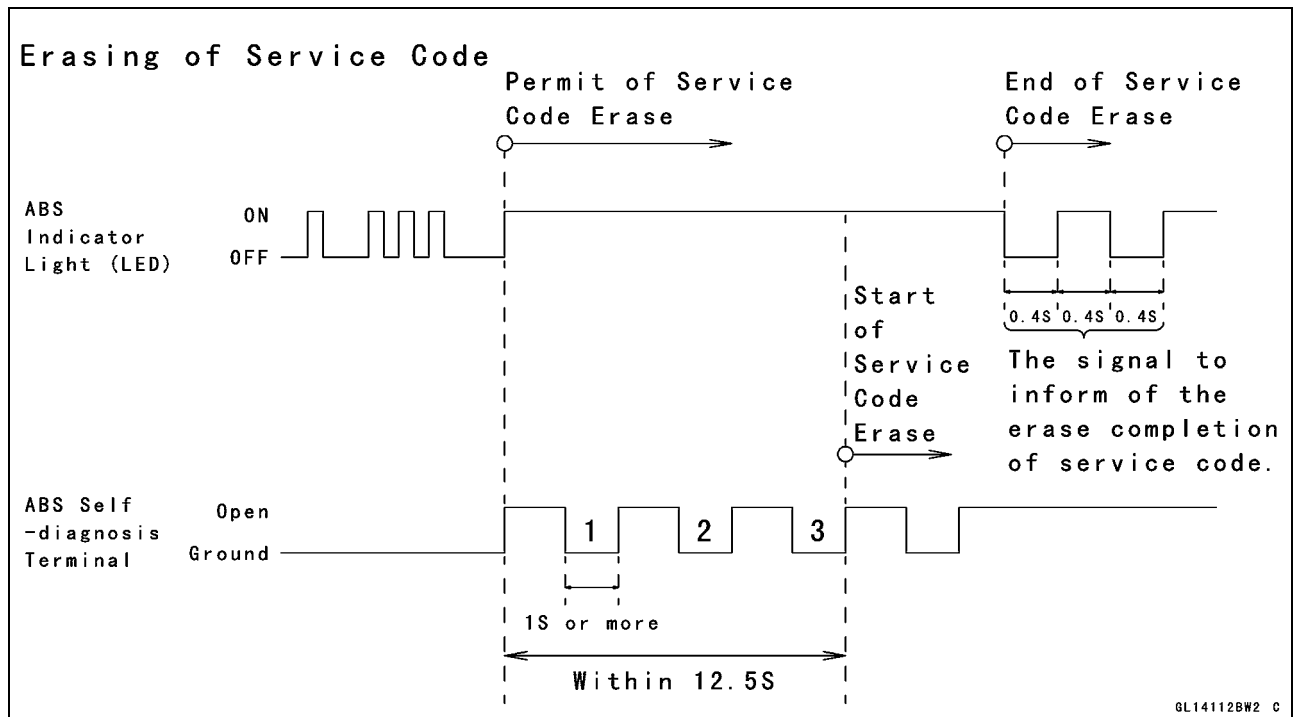 Erasing of Service Code
Permit of Service
Code Erase
End of Service
Code Erase
ABS
Indicator
Light (LED)
ON
OFF
Start
of
Service
Code
Erase
0.4S 0.4S 0.4S
The signal to
inform of the
erase completion
of service code.
ABS Self
-diagnosis
Terminal
Open
Ground
1 2 3
1S or more
Within 12.5S
GL14112BW2 C